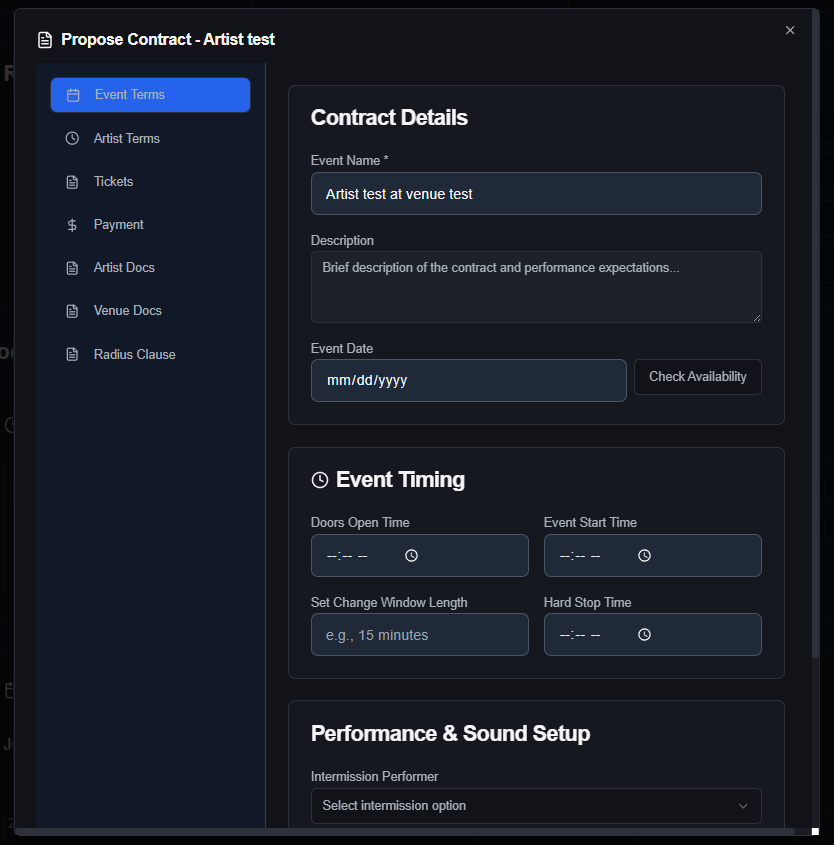 Propose Contract - Artist test
Event Terms
Artist Terms
Tickets
Payment
Artist Docs
Venue Docs
Radius Clause
Contract Details
Event Name *
Artist test at venue test
Description
Brief description of the contract and performance expectations...
Event Date
mm/dd/yyyy
Check Availability
Event Timing
Doors Open Time
Event Start Time
--:-- --
--:-- --
Set Change Window Length
Hard Stop Time
e.g., 15 minutes
--:-- --
Performance & Sound Setup
Intermission Performer
Select intermission option